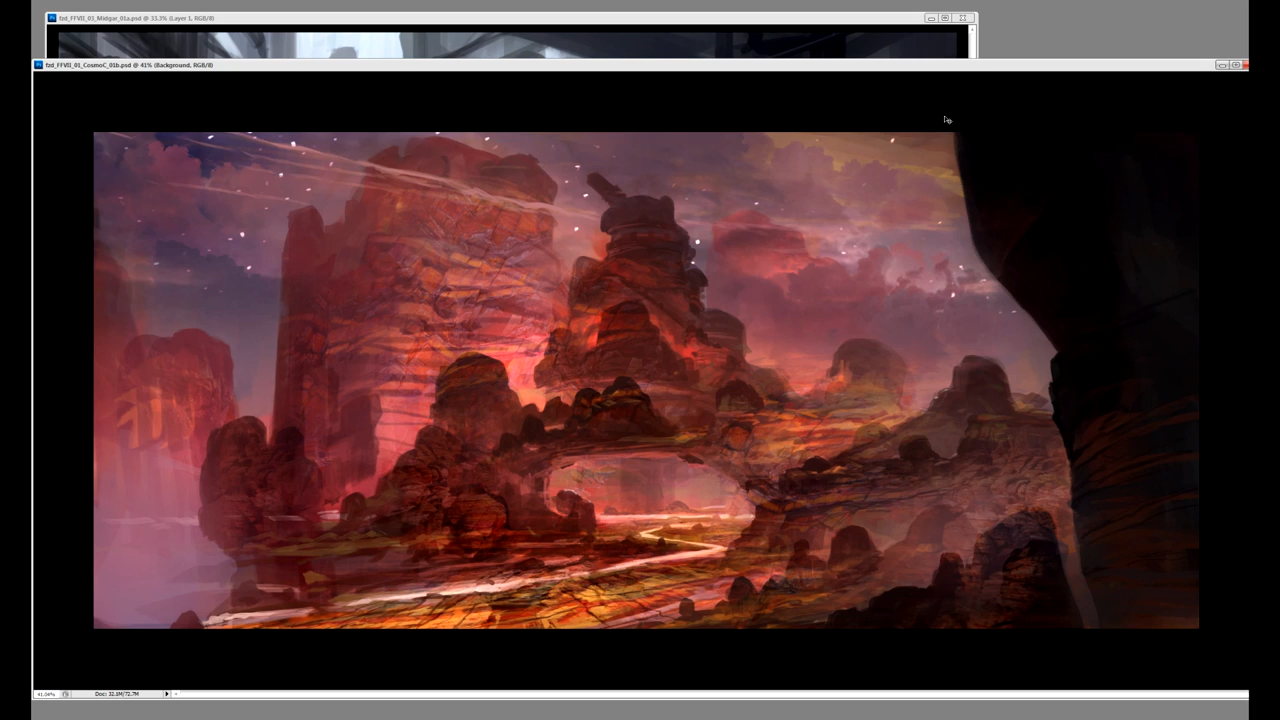 fzd_FFVII_03_Midgar_01a.psd @ 33.3% (Layer 1, RGB/8)
fzd_FFVII_01_CosmoC_01b.psd @ 41% (Background, RGB/8)
41.04% Doc: 32.1M/72.7M